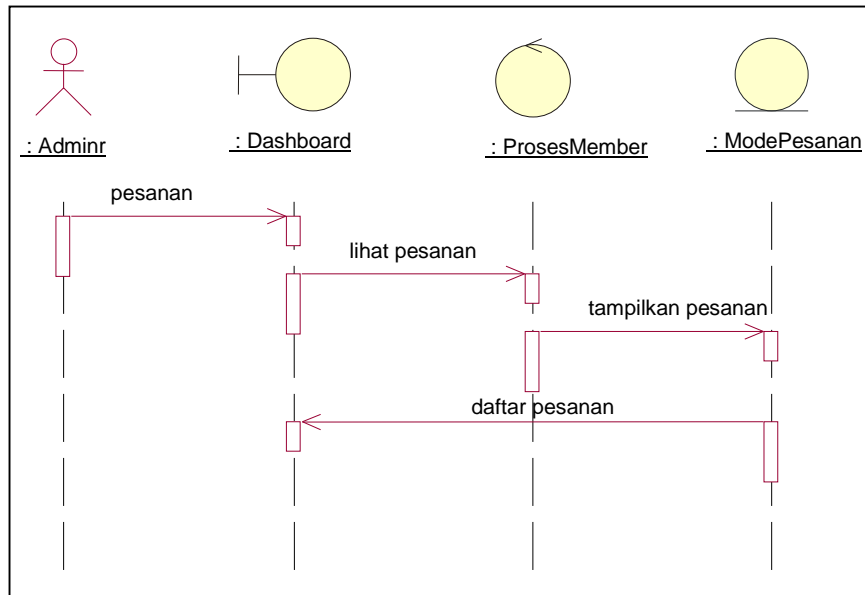 : Adminr
: Dashboard
: ProsesMember
: ModePesanan
pesanan
lihat pesanan
tampilkan pesanan
daftar pesanan